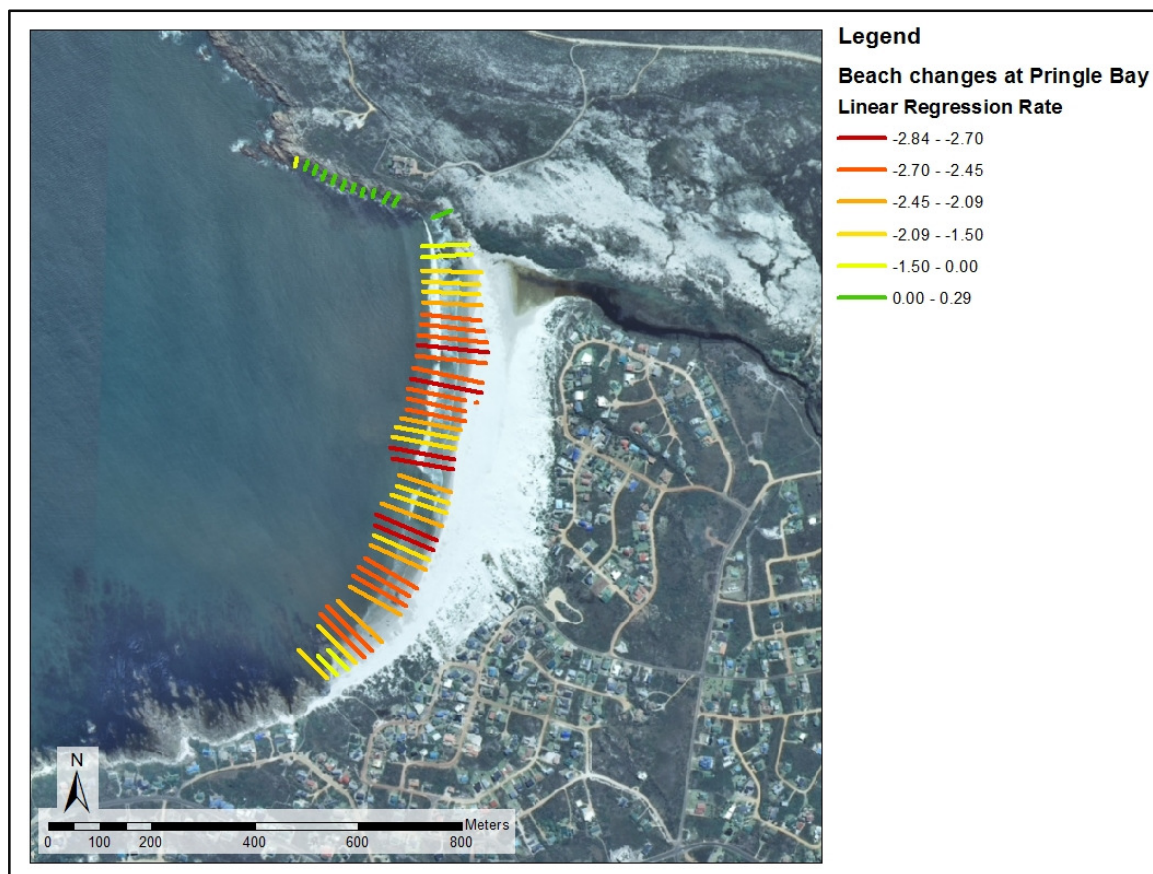 Legend
Beach changes at Pringle Bay
Linear Regression Rate
-2.84 - -2.70
-2.70 - -2.45
-2.45 - -2.09
-2.09 - -1.50
-1.50 - 0.00
0.00 - 0.29
N
Meters
0 100 200 400 600 800